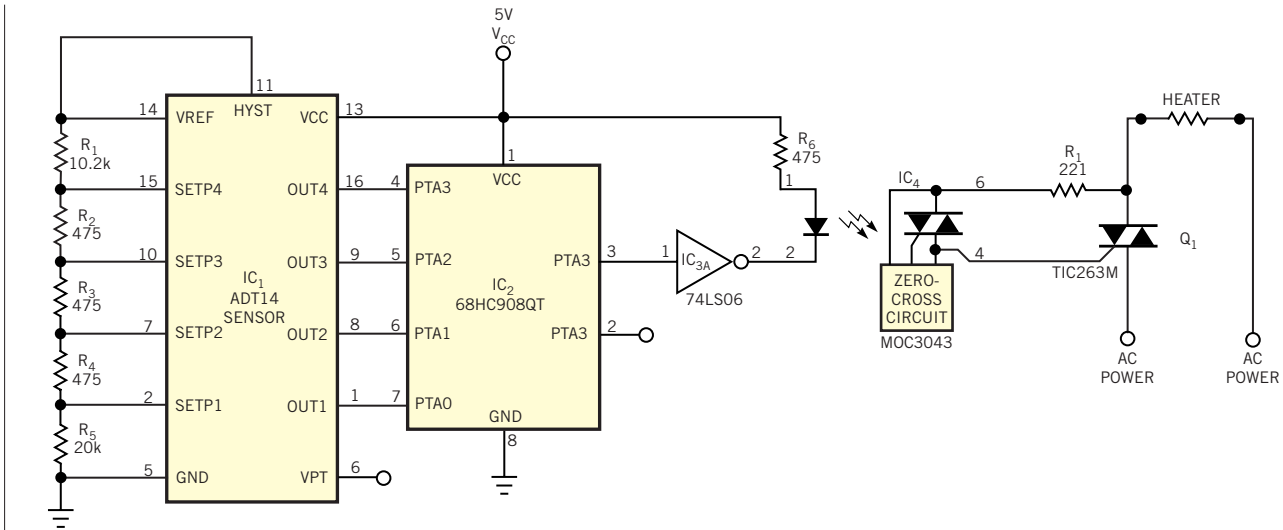 5V
VCC
11
14
VREF
HYST
VCC
13
R1
10.2k
1
VCC
R6
475
1
HEATER
15
SETP4
OUT4
16
4
PTA3
R2
475
IC4
6
R1
221
10
SETP3
OUT3
9
5
PTA2
PTA3
3
1
IC3A
2
2
74LS06
4
Q1
TIC263M
R3
475
IC1
ADT14
SENSOR
IC2
68HC908QT
ZERO-
CROSS
CIRCUIT
MOC3043
7
SETP2
OUT2
8
6
PTA1
PTA3
2
AC
POWER
AC
POWER
R4
475
2
SETP1
OUT1
1
7
PTA0
GND
8
R5
20k
5
GND
VPT
6